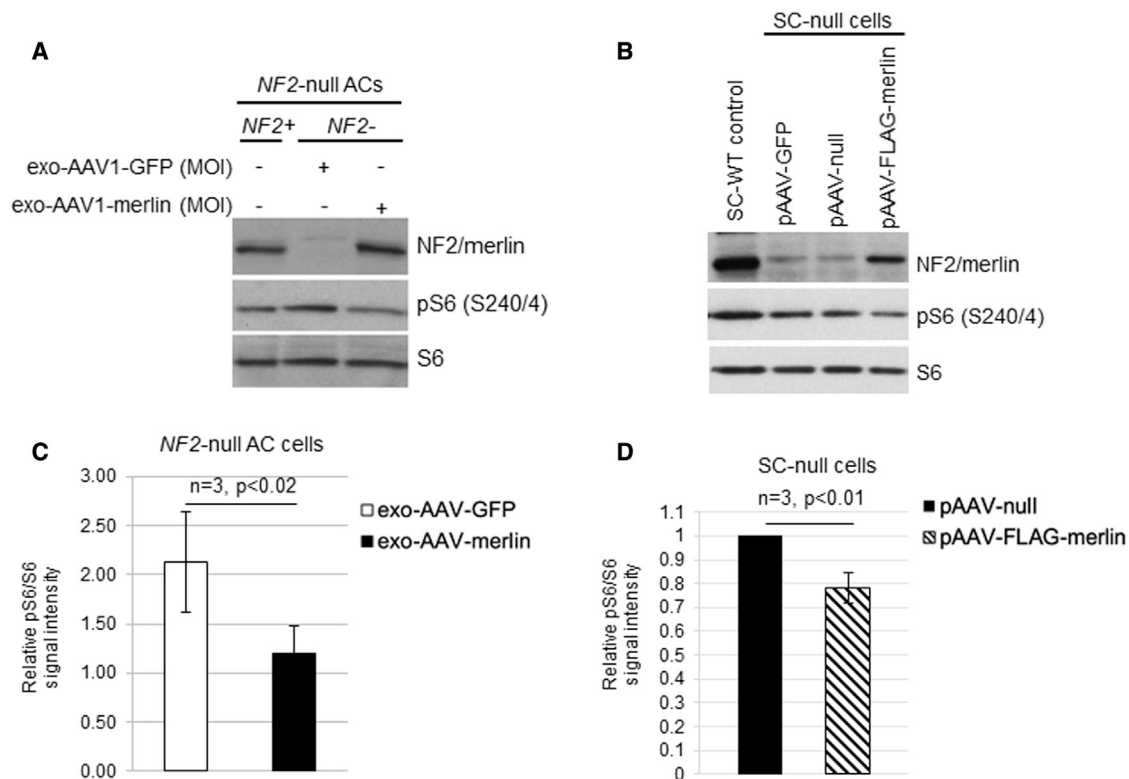 A
NF2-null ACs
NF2+ NF2-
exo-AAV1-GFP (MOI) - + -
exo-AAV1-merlin (MOI) - - +
NF2/merlin
pS6 (S240/4)
S6
B
SC-null cells
SC-WT control
pAAV-GFP
pAAV-null
pAAV-FLAG-merlin
NF2/merlin
pS6 (S240/4)
S6
C
NF2-null AC cells
n=3, p<0.02
3.00
2.50
2.00
1.50
1.00
0.50
0.00
Relative pS6/S6
signal intensity
exo-AAV-GFP
exo-AAV-merlin
D
SC-null cells
n=3, p<0.01
1.1
1
0.9
0.8
0.7
0.6
0.5
0.4
0.3
0.2
0.1
0
Relative pS6/S6
signal intensity
pAAV-null
pAAV-FLAG-merlin